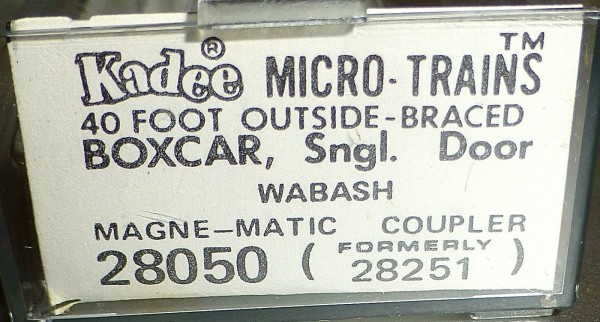 Kadee® MICRO-TRAINS™
40 FOOT OUTSIDE-BRACED
BOXCAR, Sngl. Door
WABASH
MAGNE-MATIC COUPLER
28050 ( FORMERLY 28251 )